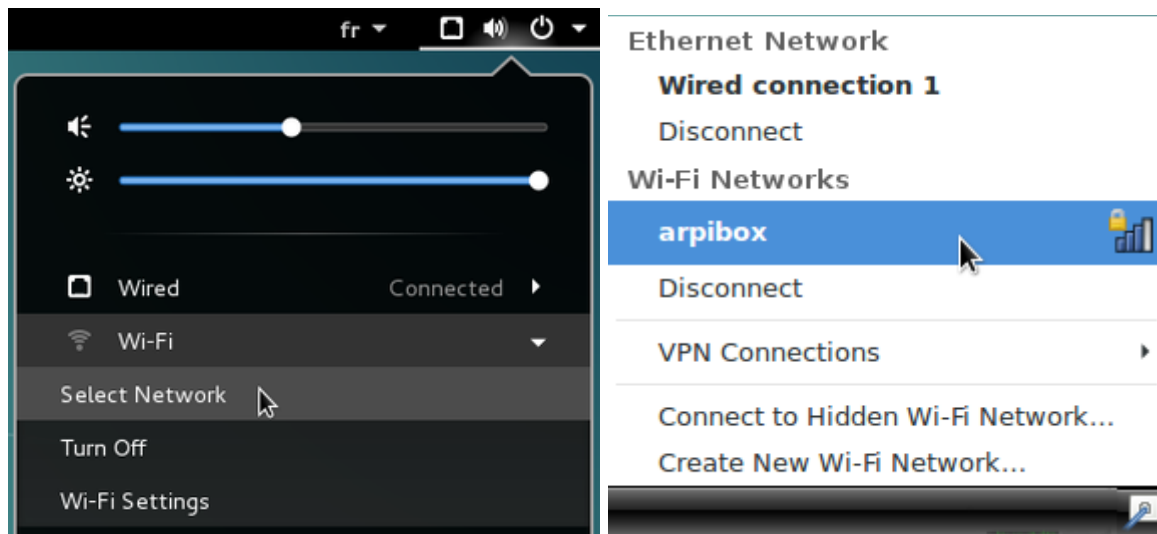 fr
Wired Connected
Wi-Fi
Select Network
Turn Off
Wi-Fi Settings
Ethernet Network
Wired connection 1
Disconnect
Wi-Fi Networks
arpibox
Disconnect
VPN Connections
Connect to Hidden Wi-Fi Network...
Create New Wi-Fi Network...